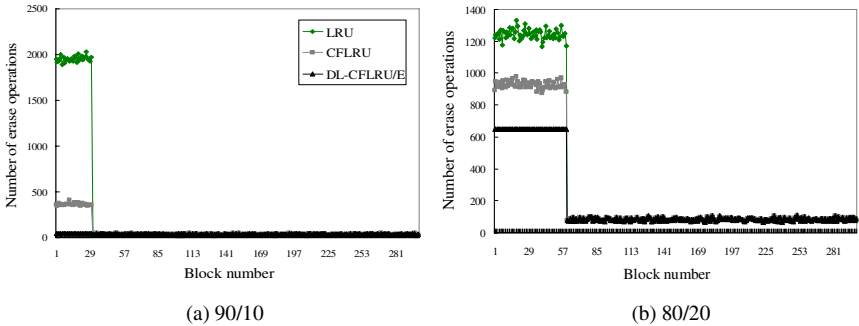 2500
2000
1500
1000
500
0
Number of erase operations
LRU
CFLRU
DL-CFLRU/E
1 29 57 85 113 141 169 197 225 253 281
Block number
(a) 90/10
1400
1200
1000
800
600
400
200
0
Number of erase operations
1 29 57 85 113 141 169 197 225 253 281
Block number
(b) 80/20